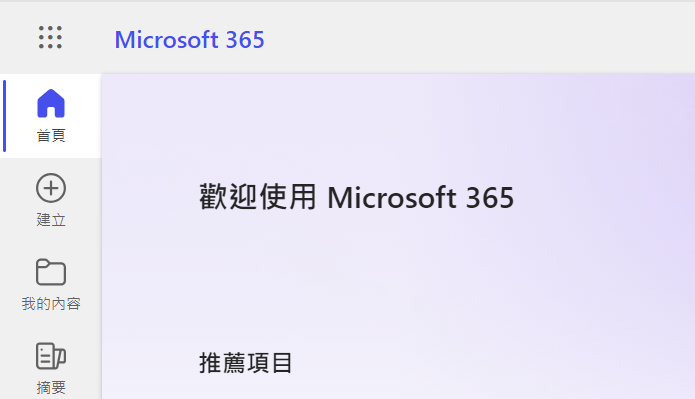 Microsoft 365
首頁
建立
我的內容
摘要
歡迎使用 Microsoft 365
推薦項目